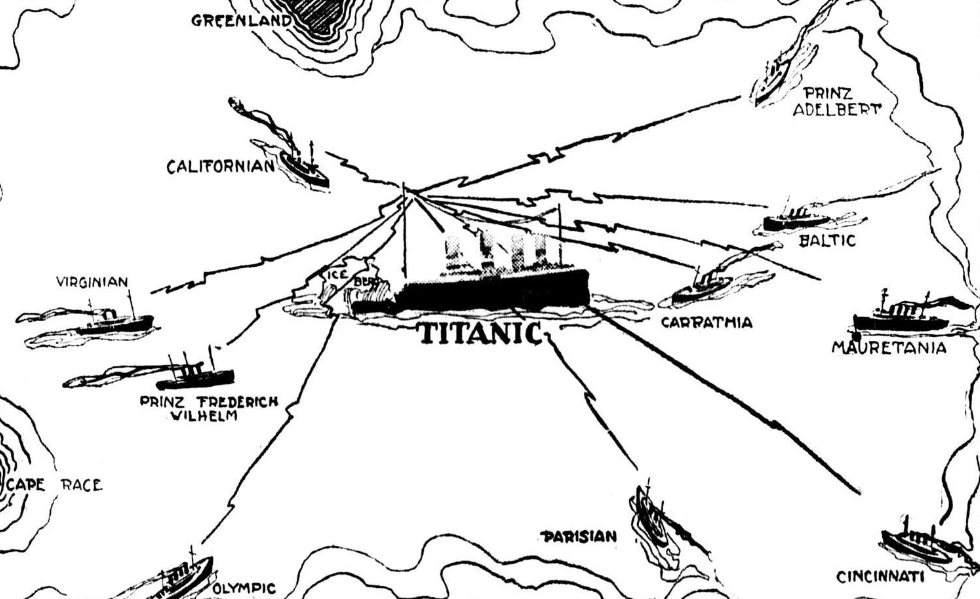 GREENLAND
PRINZ
ADELBERT
CALIFORNIAN
BALTIC
ICE
BERG
VIRGINIAN
CARPATHIA
TITANIC
MAURETANIA
PRINZ FREDERICH
WILHELM
CAPE RACE
PARISIAN
CINCINNATI
OLYMPIC